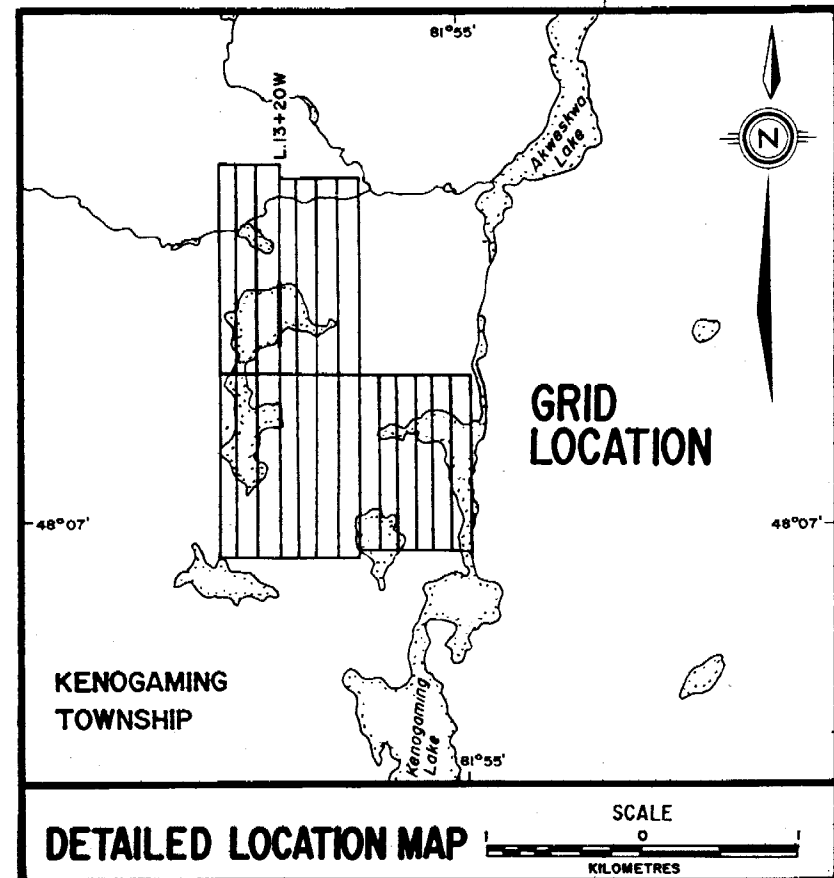 81°55'
L.13+20W
Akweskwa
Lake
N
GRID
LOCATION
48°07'
48°07'
KENOGAMING
TOWNSHIP
Kenogaming
Lake
81°55'
DETAILED LOCATION MAP
SCALE
1 0 1
KILOMETRES